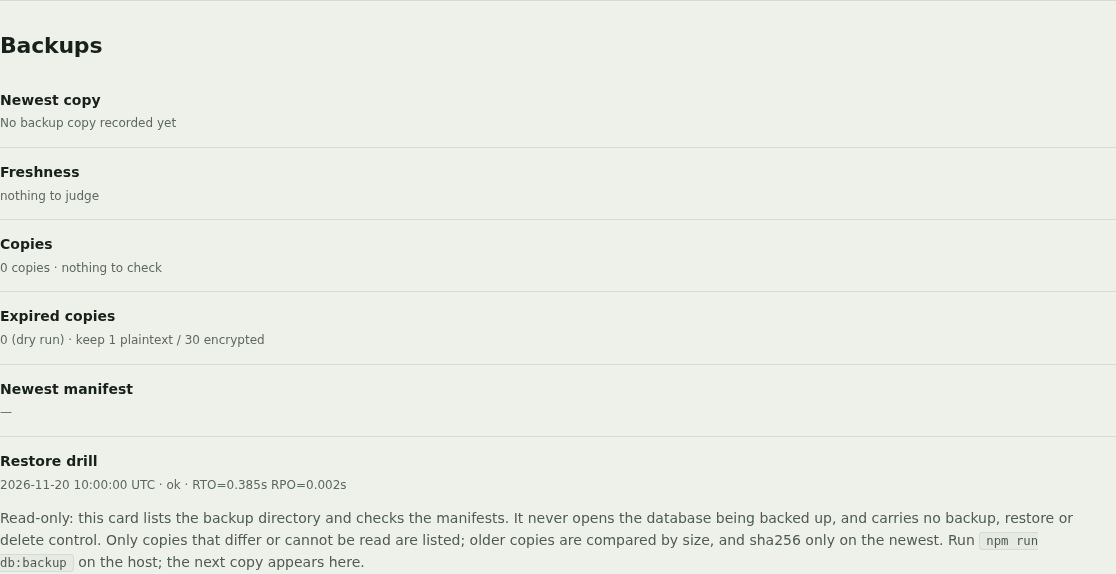 Backups
Newest copy
No backup copy recorded yet
Freshness
nothing to judge
Copies
0 copies · nothing to check
Expired copies
0 (dry run) · keep 1 plaintext / 30 encrypted
Newest manifest
—
Restore drill
2026-11-20 10:00:00 UTC · ok · RTO=0.385s RPO=0.002s
Read-only: this card lists the backup directory and checks the manifests. It never opens the database being backed up, and carries no backup, restore or
delete control. Only copies that differ or cannot be read are listed; older copies are compared by size, and sha256 only on the newest. Run npm run
db:backup on the host; the next copy appears here.